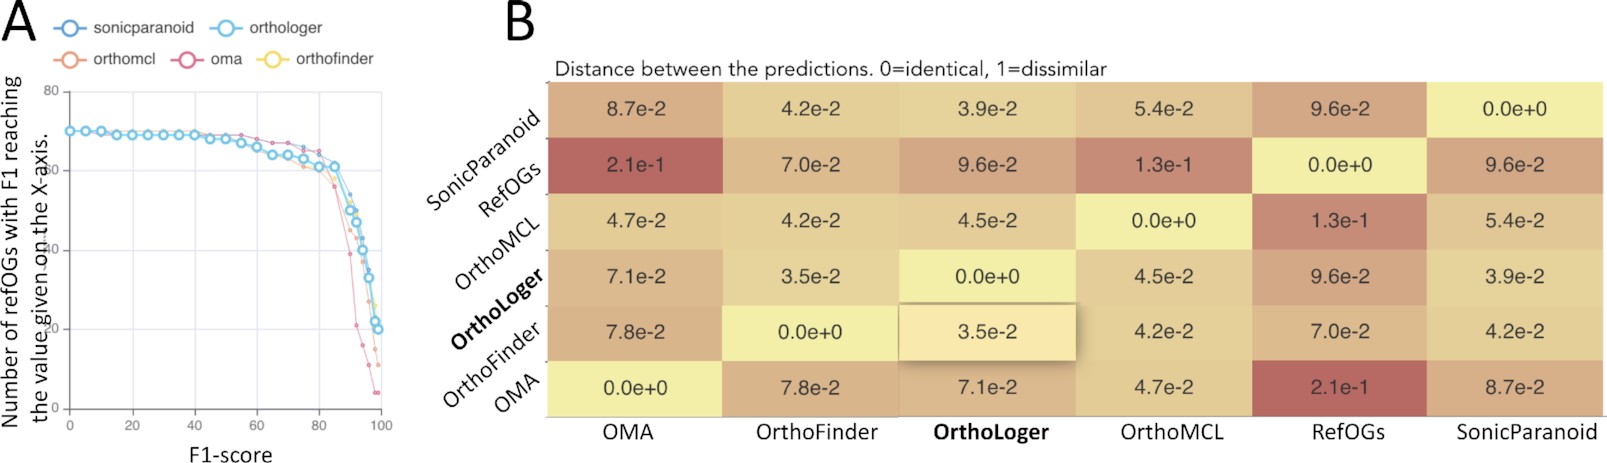 A
sonicparanoid orthologer
orthomcl oma orthofinder
Number of refOGs with F1 reaching
the value given on the X-axis.
80
60
40
20
0
0 20 40 60 80 100
F1-score
B
Distance between the predictions. 0=identical, 1=dissimilar
SonicParanoid 8.7e-2 4.2e-2 3.9e-2 5.4e-2 9.6e-2 0.0e+0
RefOGs 2.1e-1 7.0e-2 9.6e-2 1.3e-1 0.0e+0 9.6e-2
OrthoMCL 4.7e-2 4.2e-2 4.5e-2 0.0e+0 1.3e-1 5.4e-2
OrthoLoger 7.1e-2 3.5e-2 0.0e+0 4.5e-2 9.6e-2 3.9e-2
OrthoFinder 7.8e-2 0.0e+0 3.5e-2 4.2e-2 7.0e-2 4.2e-2
OMA 0.0e+0 7.8e-2 7.1e-2 4.7e-2 2.1e-1 8.7e-2
OMA OrthoFinder OrthoLoger OrthoMCL RefOGs SonicParanoid